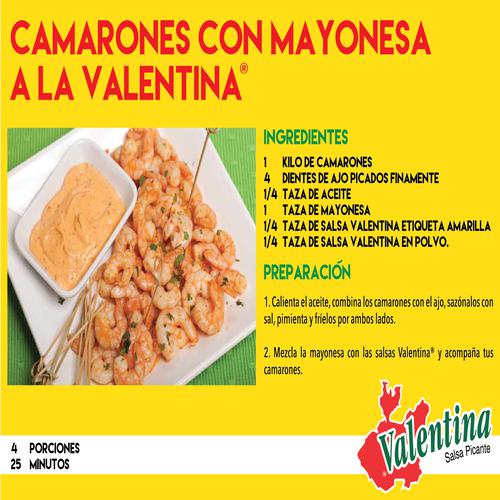 CAMARONES CON MAYONESA
A LA VALENTINA®
INGREDIENTES
1 KILO DE CAMARONES
4 DIENTES DE AJO PICADOS FINAMENTE
1/4 TAZA DE ACEITE
1 TAZA DE MAYONESA
1/4 TAZA DE SALSA VALENTINA ETIQUETA AMARILLA
1/4 TAZA DE SALSA VALENTINA EN POLVO.
PREPARACIÓN
1. Calienta el aceite, combina los camarones con el ajo, sazónalos con
sal, pimienta y fríelos por ambos lados.
2. Mezcla la mayonesa con las salsas Valentina® y acompaña tus
camarones.
4 PORCIONES
25 MINUTOS
Valentina
®
Salsa Picante